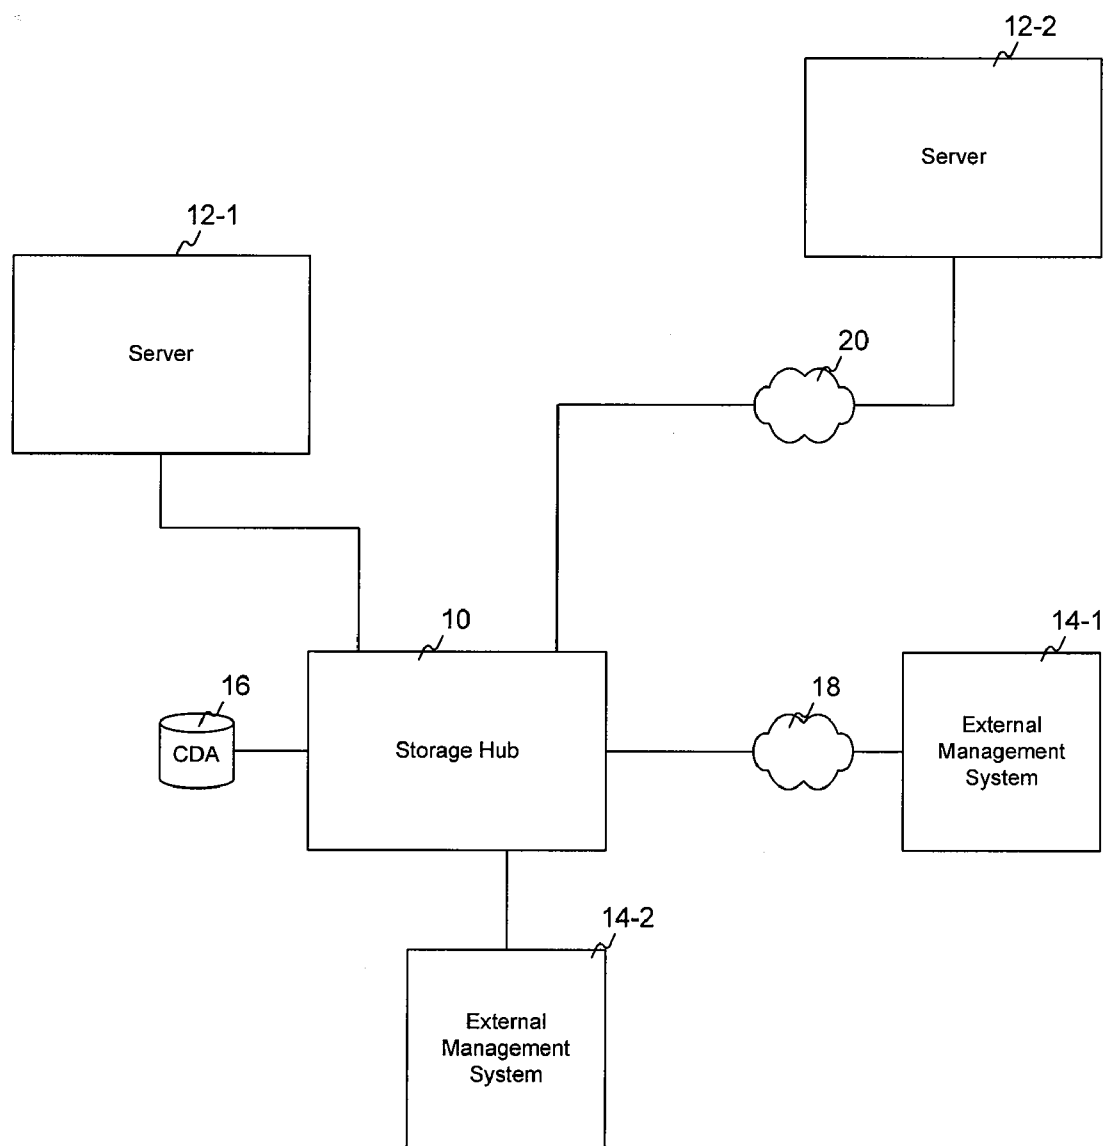 12-2
Server
12-1
Server
20
10
14-1
16
CDA
Storage Hub
18
External
Management
System
14-2
External
Management
System